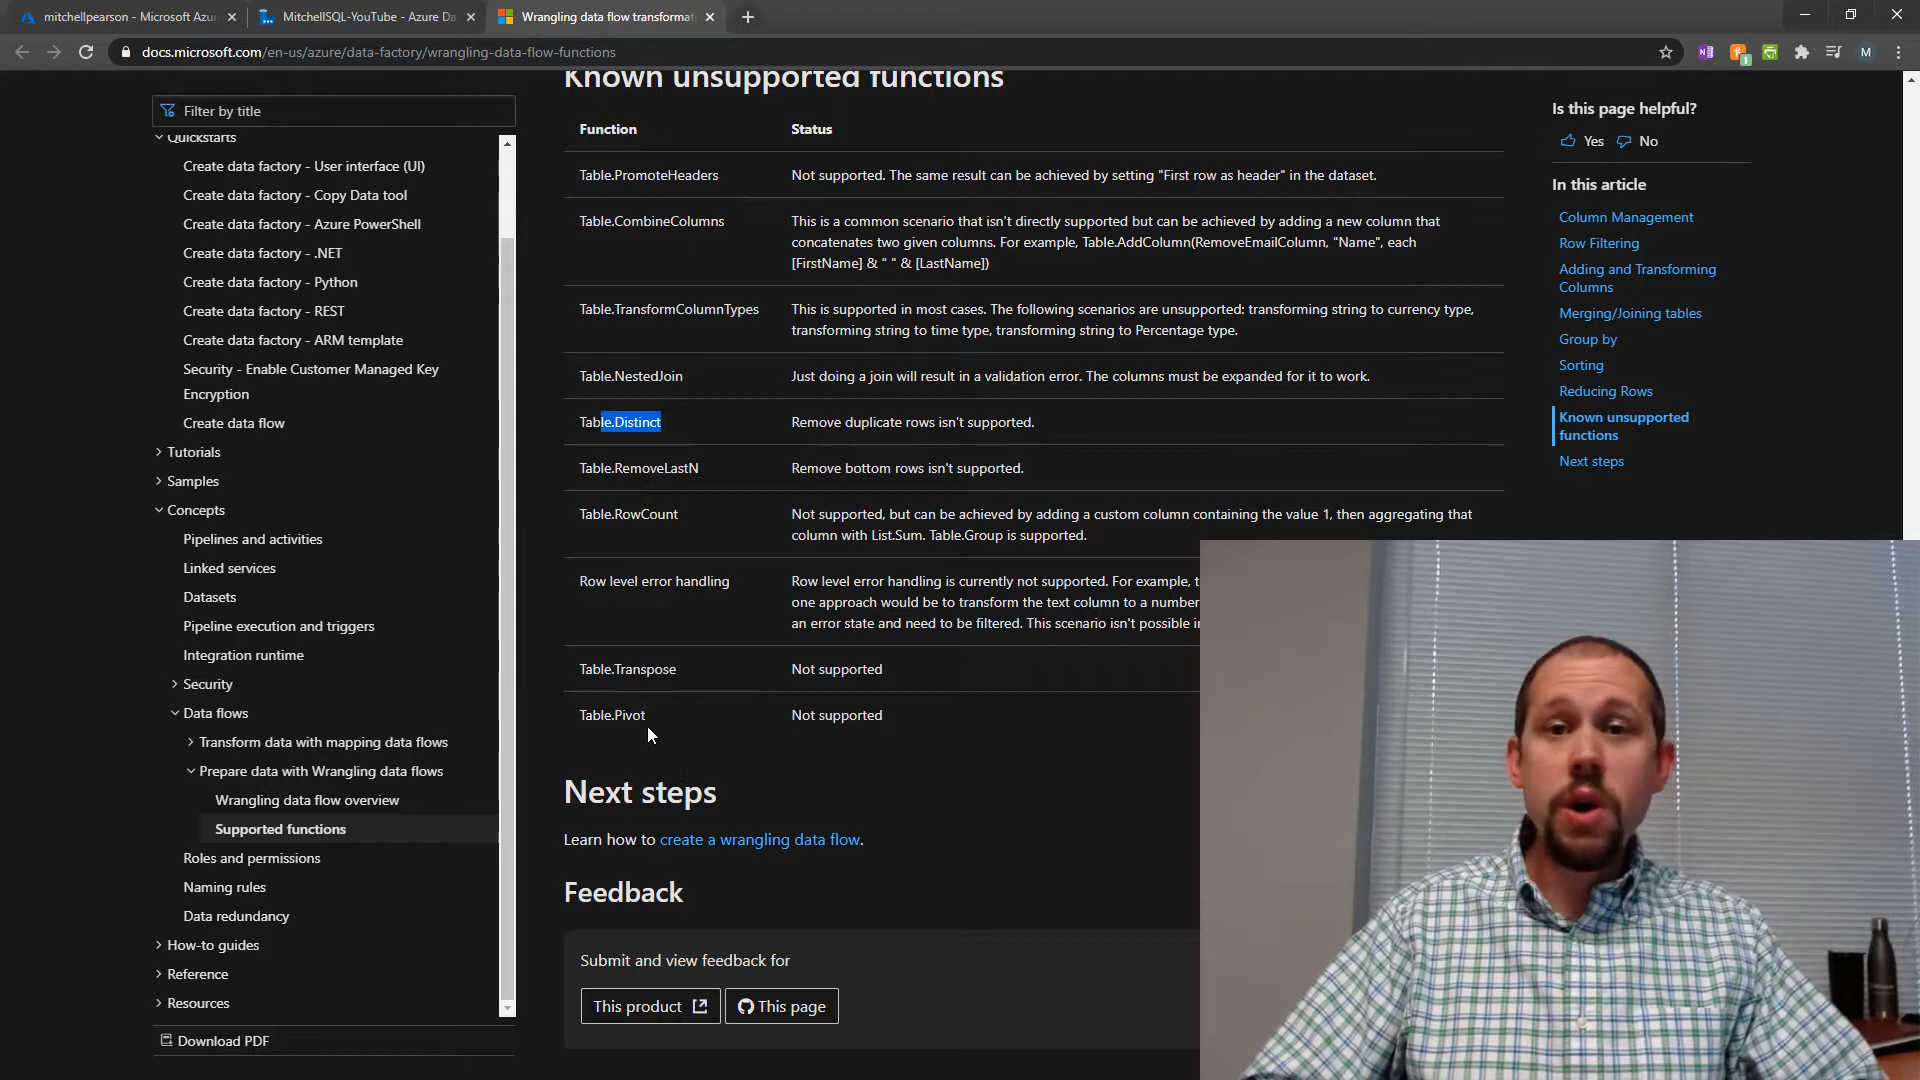 mitchellpearson - Microsoft Azu
MitchellSQL-YouTube - Azure Da
Wrangling data flow transformat
docs.microsoft.com/en-us/azure/data-factory/wrangling-data-flow-functions
1
M
Filter by title
Quickstarts
Create data factory - User interface (UI)
Create data factory - Copy Data tool
Create data factory - Azure PowerShell
Create data factory - .NET
Create data factory - Python
Create data factory - REST
Create data factory - ARM template
Security - Enable Customer Managed Key
Encryption
Create data flow
Tutorials
Samples
Concepts
Pipelines and activities
Linked services
Datasets
Pipeline execution and triggers
Integration runtime
Security
Data flows
Transform data with mapping data flows
Prepare data with Wrangling data flows
Wrangling data flow overview
Supported functions
Roles and permissions
Naming rules
Data redundancy
How-to guides
Reference
Resources
Download PDF
Known unsupported functions
Function Status
Table.PromoteHeaders Not supported. The same result can be achieved by setting "First row as header" in the dataset.
Table.CombineColumns This is a common scenario that isn't directly supported but can be achieved by adding a new column that
concatenates two given columns. For example, Table.AddColumn(RemoveEmailColumn, "Name", each
[FirstName] & " " & [LastName])
Table.TransformColumnTypes This is supported in most cases. The following scenarios are unsupported: transforming string to currency type,
transforming string to time type, transforming string to Percentage type.
Table.NestedJoin Just doing a join will result in a validation error. The columns must be expanded for it to work.
Table.Distinct Remove duplicate rows isn't supported.
Table.RemoveLastN Remove bottom rows isn't supported.
Table.RowCount Not supported, but can be achieved by adding a custom column containing the value 1, then aggregating that
column with List.Sum. Table.Group is supported.
Row level error handling Row level error handling is currently not supported. For example, t
one approach would be to transform the text column to a number
an error state and need to be filtered. This scenario isn't possible i
Table.Transpose Not supported
Table.Pivot Not supported
Next steps
Learn how to create a wrangling data flow.
Feedback
Submit and view feedback for
This product This page
Is this page helpful?
Yes No
In this article
Column Management
Row Filtering
Adding and Transforming
Columns
Merging/Joining tables
Group by
Sorting
Reducing Rows
Known unsupported
functions
Next steps